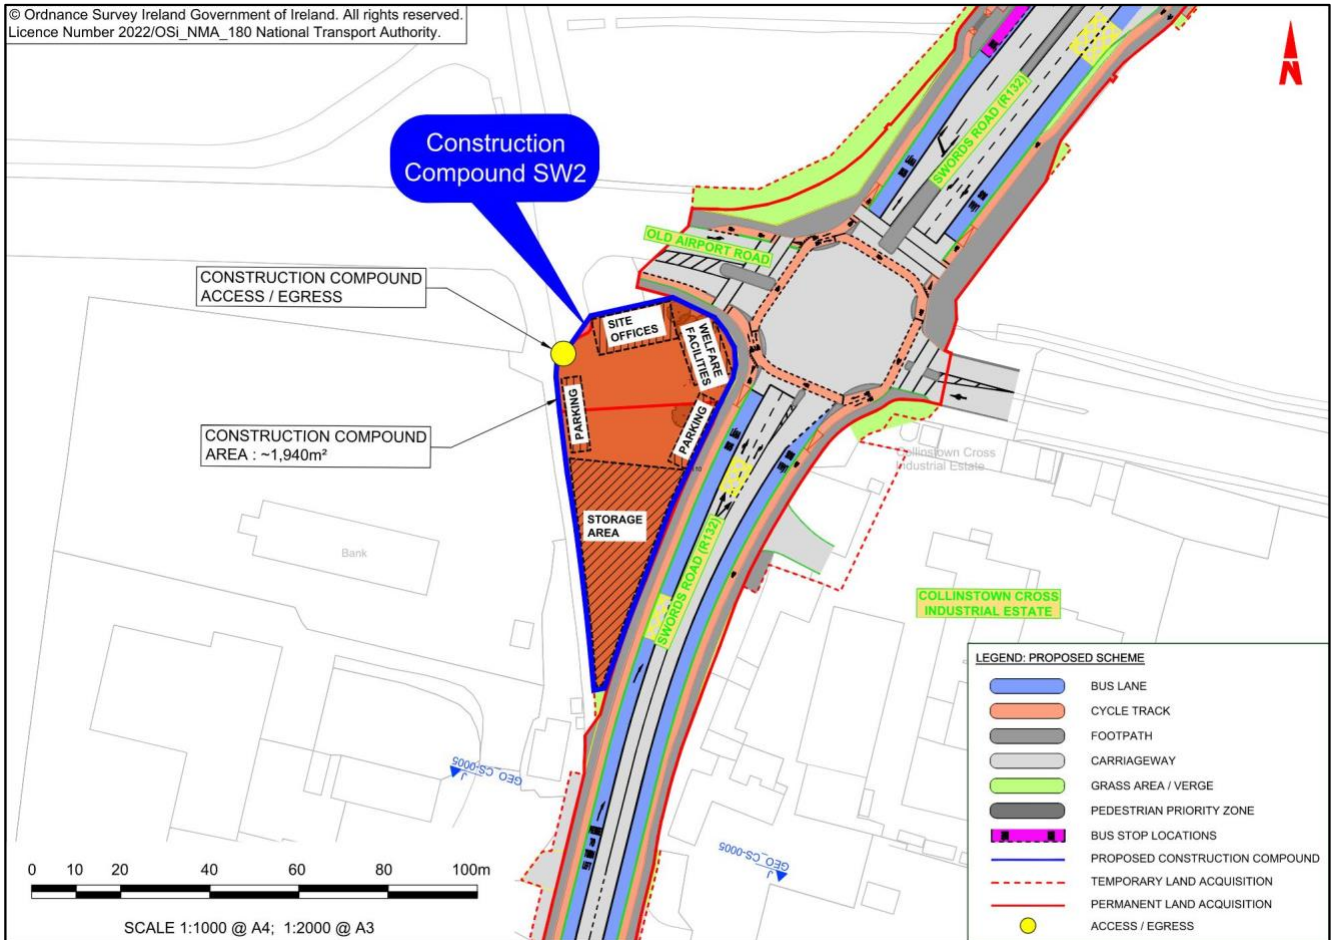 © Ordnance Survey Ireland Government of Ireland. All rights reserved.
Licence Number 2022/OSi_NMA_180 National Transport Authority.
N
Construction
Compound SW2
SWORDS ROAD (R132)
OLD AIRPORT ROAD
CONSTRUCTION COMPOUND
ACCESS / EGRESS
SITE
OFFICES
WELFARE
FACILITIES
PARKING
PARKING
CONSTRUCTION COMPOUND
AREA : ~1,940m²
Collinstown Cross
Industrial Estate
STORAGE
AREA
Bank
SWORDS ROAD (R132)
COLLINSTOWN CROSS
INDUSTRIAL ESTATE
GEO_CS-0005
J
GEO_CS-0005
J
LEGEND: PROPOSED SCHEME
BUS LANE
CYCLE TRACK
FOOTPATH
CARRIAGEWAY
GRASS AREA / VERGE
PEDESTRIAN PRIORITY ZONE
BUS STOP LOCATIONS
PROPOSED CONSTRUCTION COMPOUND
TEMPORARY LAND ACQUISITION
PERMANENT LAND ACQUISITION
ACCESS / EGRESS
0 10 20 40 60 80 100m
SCALE 1:1000 @ A4; 1:2000 @ A3